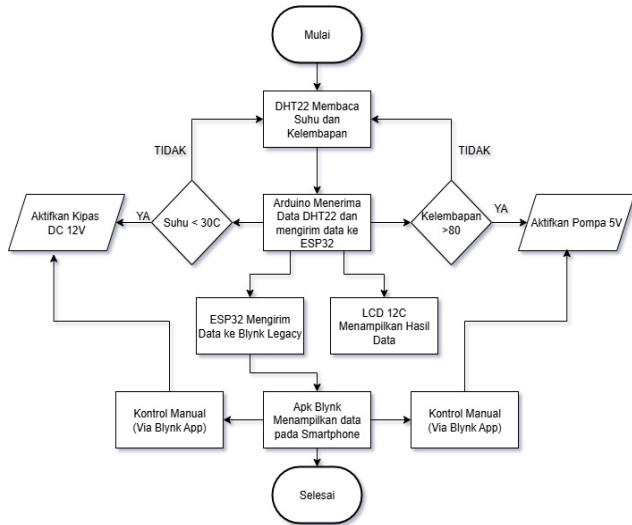 Mulai
DHT22 Membaca
Suhu dan
Kelembapan
TIDAK
TIDAK
Aktifkan Kipas
DC 12V
YA
Suhu < 30C
Arduino Menerima
Data DHT22 dan
mengirim data ke
ESP32
Kelembapan
>80
YA
Aktifkan Pompa 5V
ESP32 Mengirim
Data ke Blynk Legacy
LCD 12C
Menampilkan Hasil
Data
Kontrol Manual
(Via Blynk App)
Apk Blynk
Menampilkan data
pada Smartphone
Kontrol Manual
(Via Blynk App)
Selesai